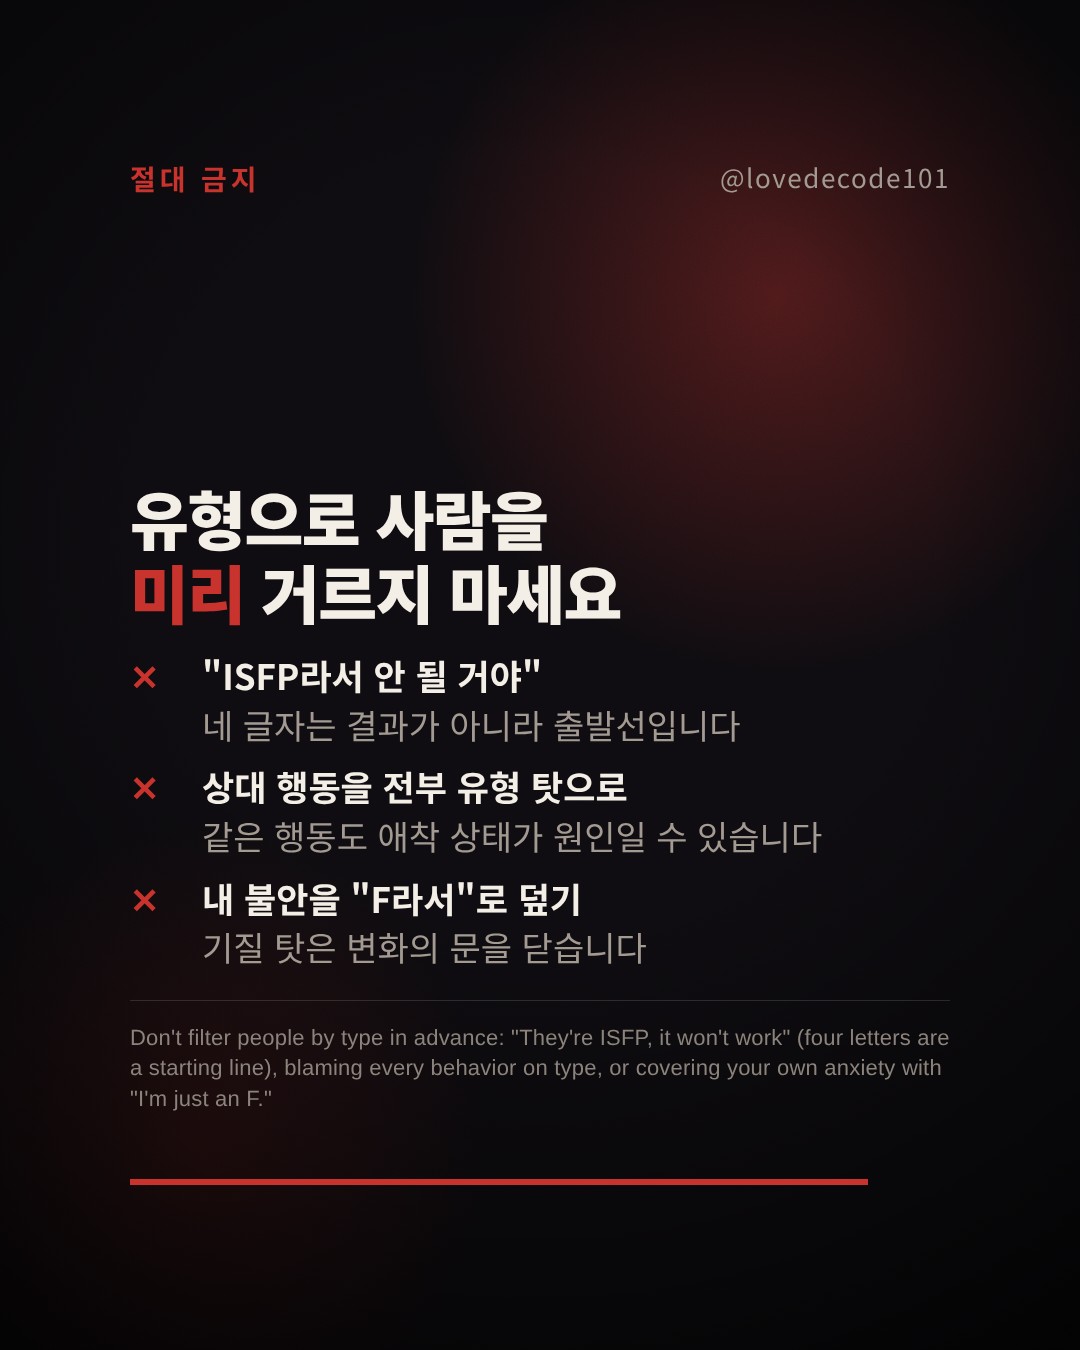 절대 금지
@lovedecode101
유형으로 사람을
미리 거르지 마세요
✕ "ISFP라서 안 될 거야"
네 글자는 결과가 아니라 출발선입니다
✕ 상대 행동을 전부 유형 탓으로
같은 행동도 애착 상태가 원인일 수 있습니다
✕ 내 불안을 "F라서"로 덮기
기질 탓은 변화의 문을 닫습니다
Don't filter people by type in advance: "They're ISFP, it won't work" (four letters are
a starting line), blaming every behavior on type, or covering your own anxiety with
"I'm just an F."